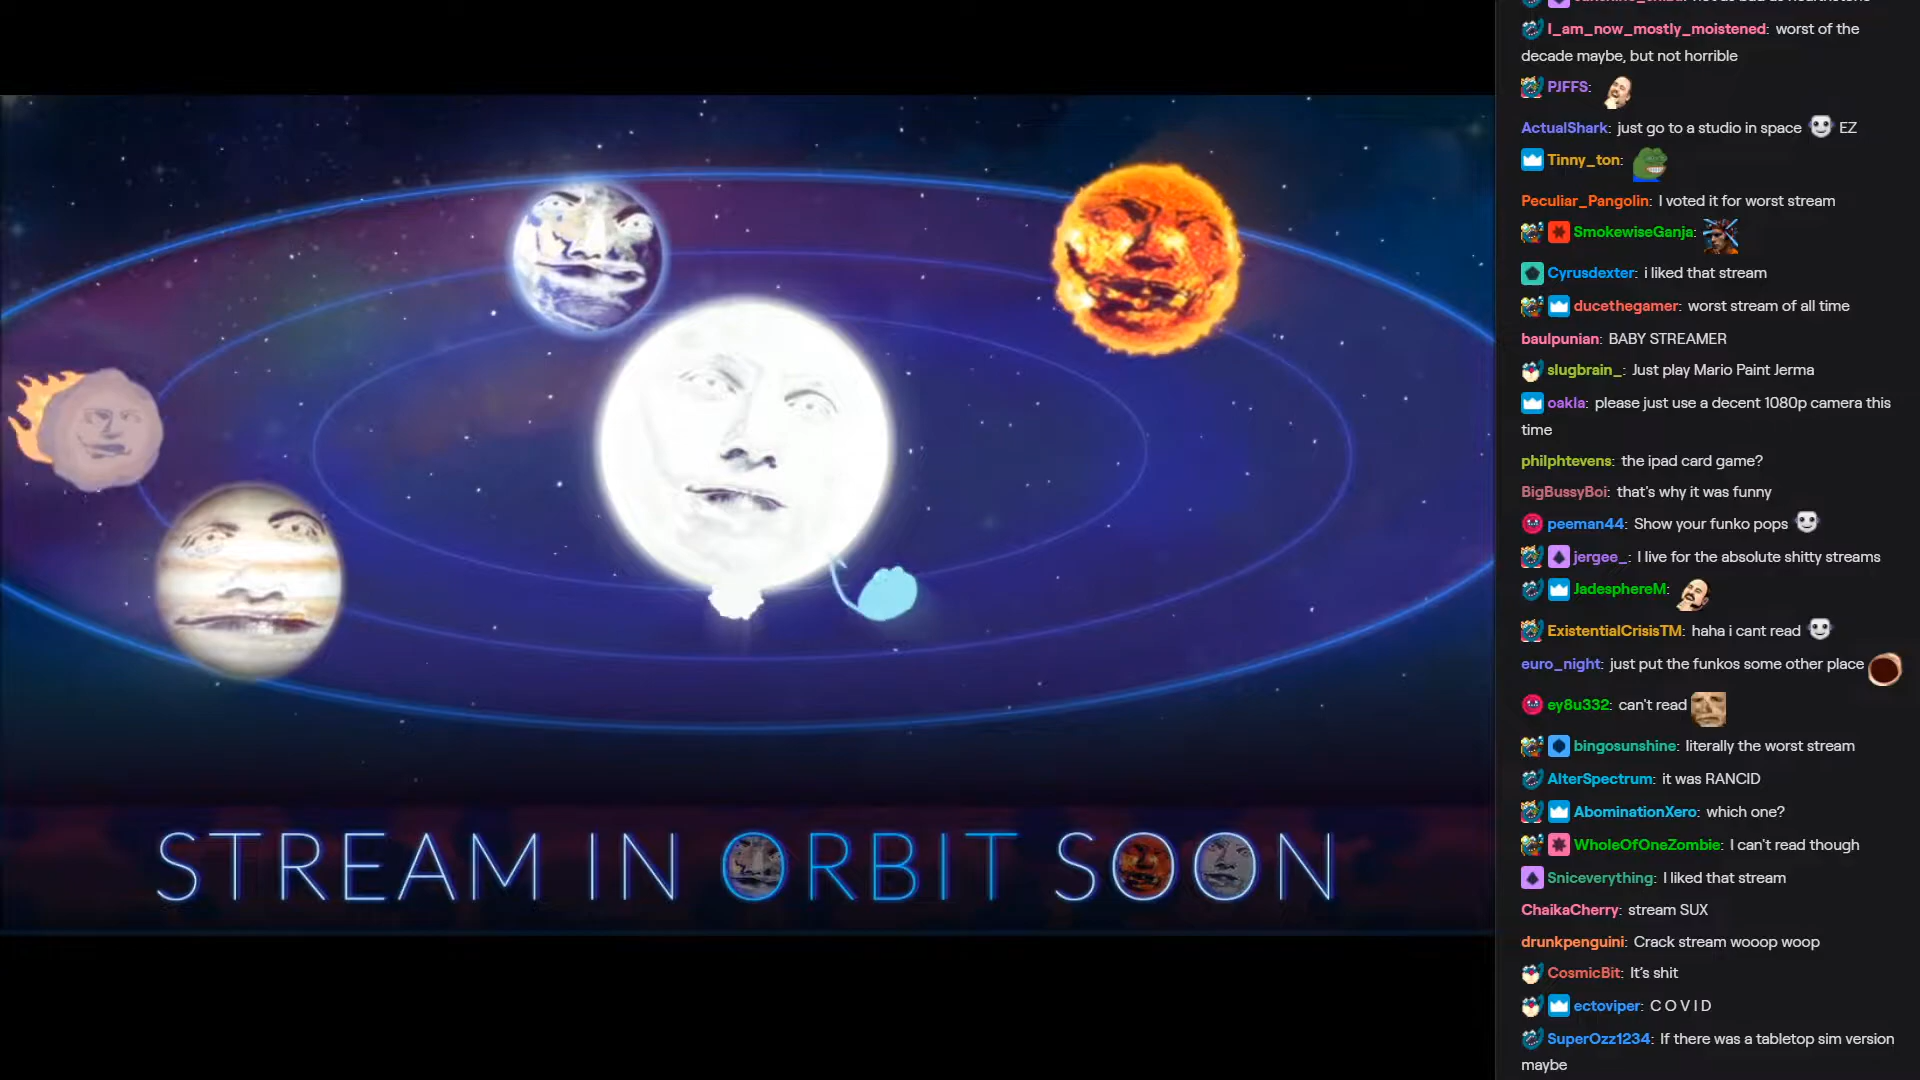 STREAM IN ORBIT SOON
I_am_now_mostly_moistened: worst of the
decade maybe, but not horrible
PJFFS:
ActualShark: just go to a studio in space EZ
Tinny_ton:
Peculiar_Pangolin: I voted it for worst stream
SmokewiseGanja:
Cyrusdexter: i liked that stream
ducethegamer: worst stream of all time
baulpunian: BABY STREAMER
slugbrain_: Just play Mario Paint Jerma
oakla: please just use a decent 1080p camera this
time
philphtevens: the ipad card game?
BigBussyBoi: that's why it was funny
peeman44: Show your funko pops
jergee_: I live for the absolute shitty streams
JadesphereM:
ExistentialCrisisTM: haha i cant read
euro_night: just put the funkos some other place
ey8u332: can't read
bingosunshine: literally the worst stream
AlterSpectrum: it was RANCID
AbominationXero: which one?
WholeOfOneZombie: I can't read though
Sniceverything: I liked that stream
ChaikaCherry: stream SUX
drunkpenguini: Crack stream wooop woop
CosmicBit: It's shit
ectoviper: C O V I D
SuperOzz1234: If there was a tabletop sim version
maybe